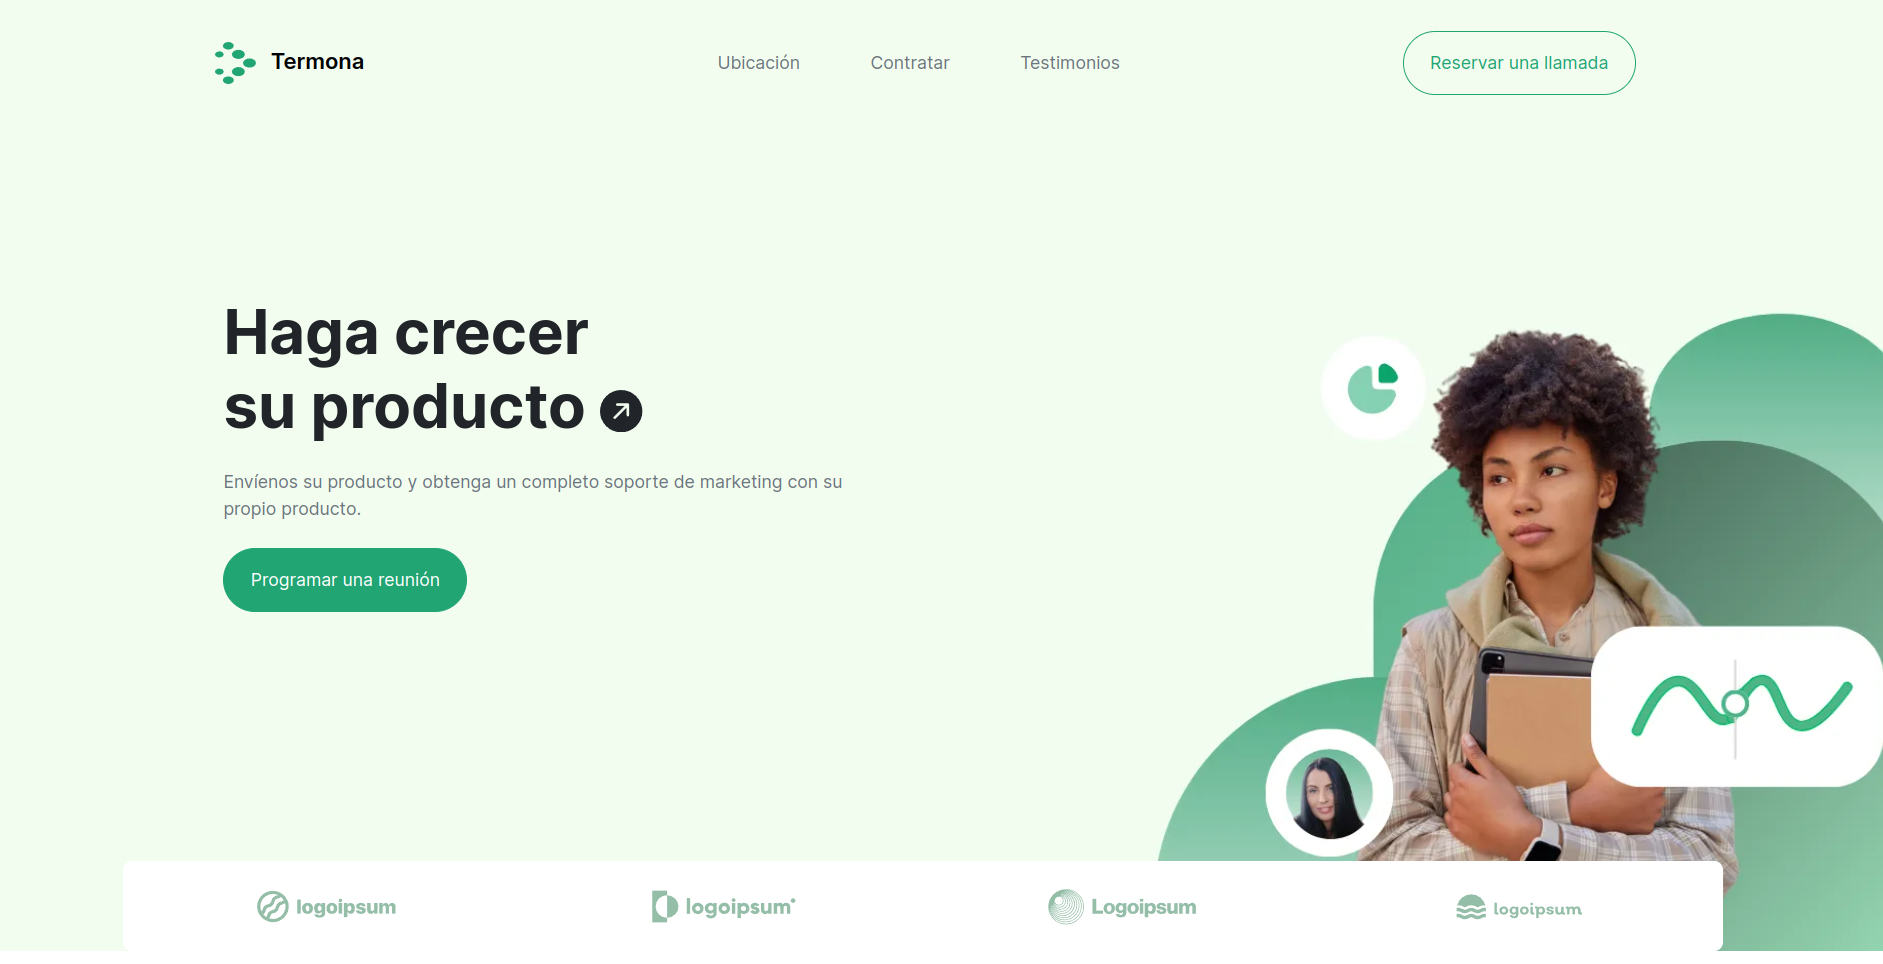 Termona
Ubicación
Contratar
Testimonios
Reservar una llamada
Haga crecer
su producto
Envíenos su producto y obtenga un completo soporte de marketing con su
propio producto.
Programar una reunión
logoipsum
logoipsum
Logoipsum
logoipsum